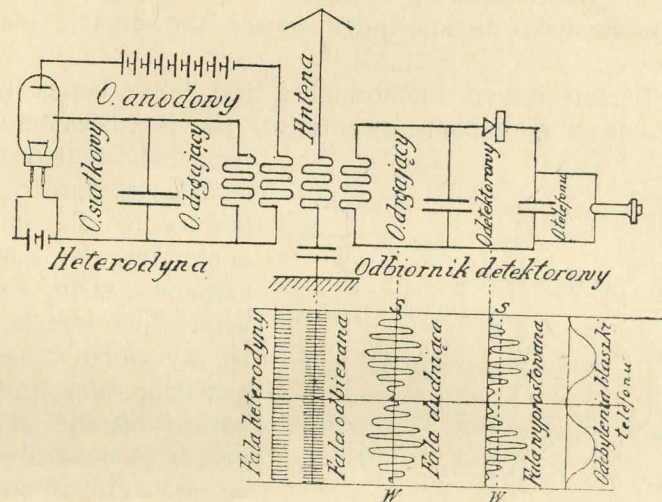 O. anodowy
Antena
O. siatkowy
O. drgający
O. drgający
O. detektorowy
O. telefonu
Heterodyna
Odbiornik detektorowy
Fala heterodyny
Fala odbierana
Fala dudniąca
Fala wyprostowana
Odchylenia blaszki
telefonu
S
S
W
W